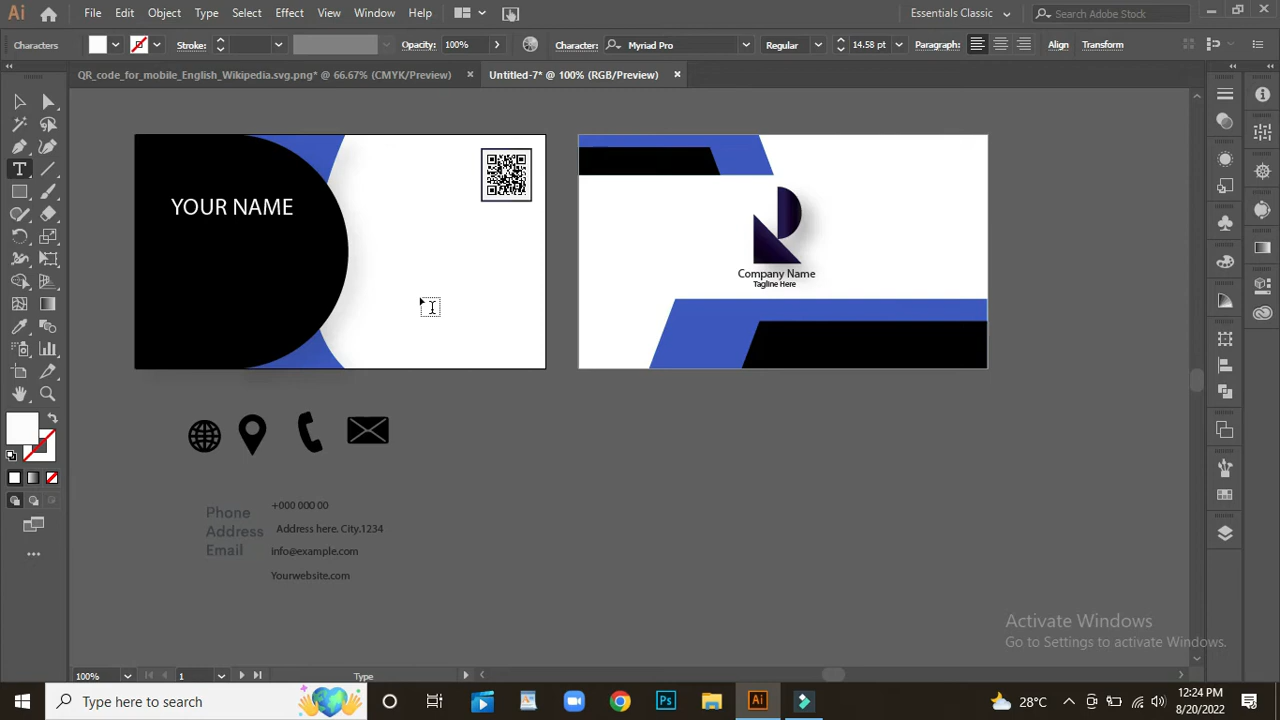 Ai File Edit Object Type Select Effect View Window Help Essentials Classic Search Adobe Stock
Characters Stroke: Opacity: 100% Character: Myriad Pro Regular 14.58 pt Paragraph: Align Transform
QR_code_for_mobile_English_Wikipedia.svg.png* @ 66.67% (CMYK/Preview) × Untitled-7* @ 100% (RGB/Preview) ×
YOUR NAME
Company Name
Tagline Here
Phone
Address
Email
+000 000 00
Address here. City.1234
info@example.com
Yourwebsite.com
Activate Windows
Go to Settings to activate Windows.
100% 1 Type
Type here to search Ps Ai 28°C 12:24 PM
8/20/2022